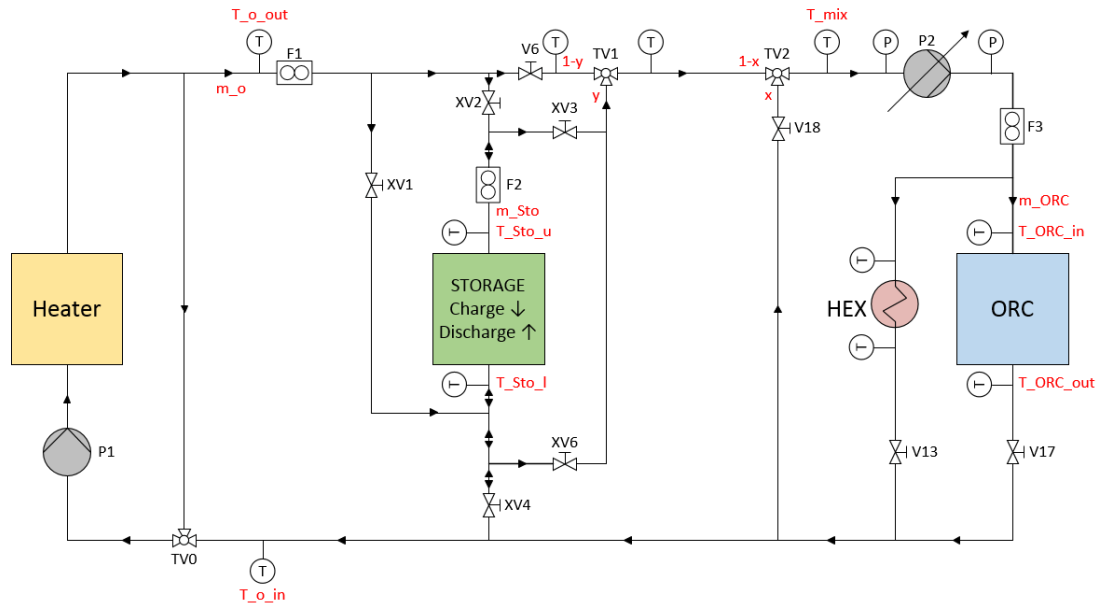 T_o_out
T_mix
F1
V6
TV1
TV2
P2
T
T
T
T
P
P
1-y
1-x
m_o
y
x
XV2
XV3
V18
F3
XV1
F2
m_Sto
T_Sto_u
m_ORC
T_ORC_in
T
T
T
Heater
STORAGE
Charge ↓
Discharge ↑
HEX
ORC
T
T
T
T_Sto_l
T_ORC_out
P1
XV6
V13
V17
XV4
TV0
T
T_o_in